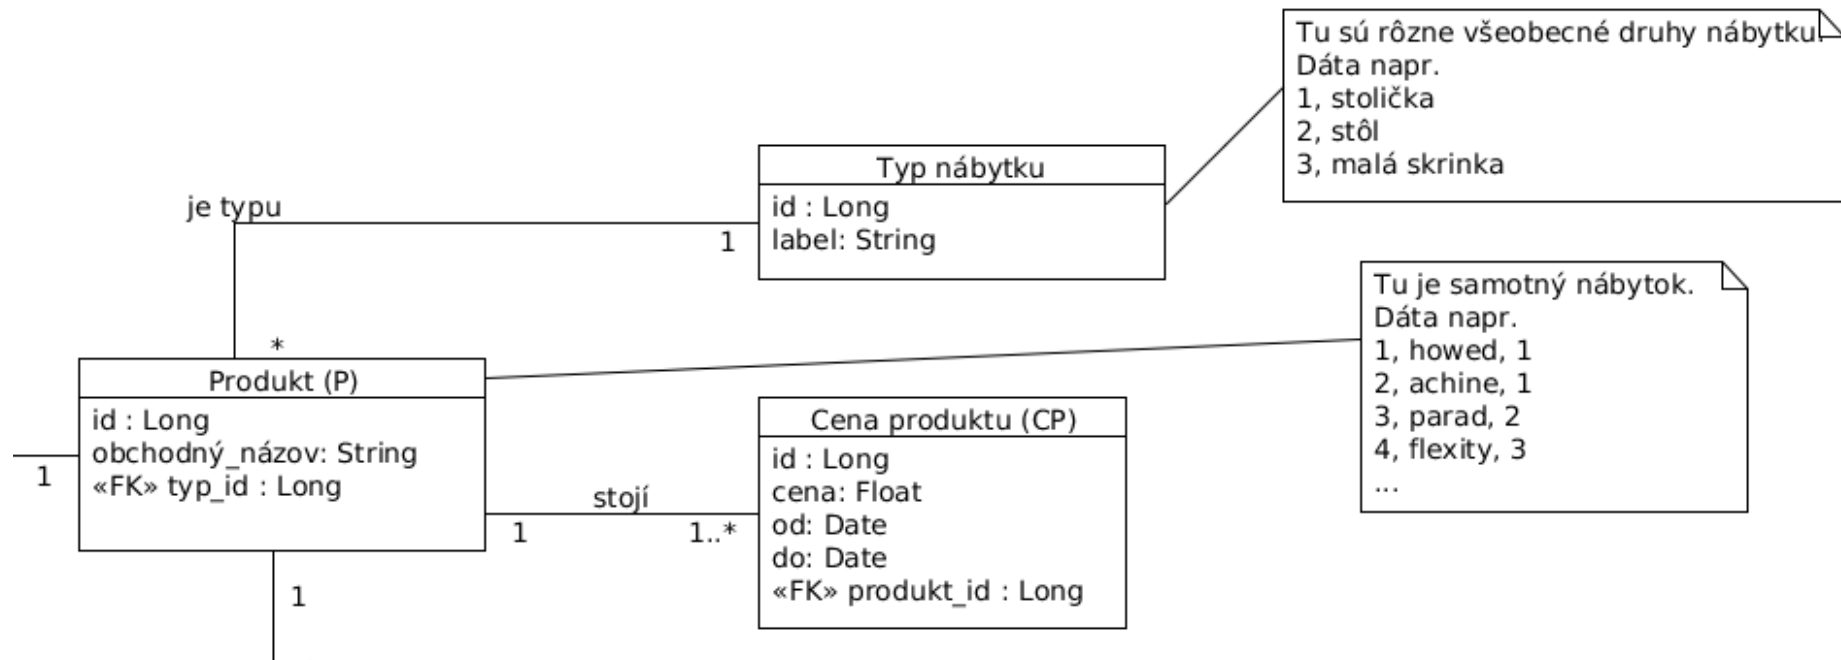 Tu sú rôzne všeobecné druhy nábytku.
Dáta napr.
1, stolička
2, stôl
3, malá skrinka
Typ nábytku
id : Long
label: String
je typu
1
*
Tu je samotný nábytok.
Dáta napr.
1, howed, 1
2, achine, 1
3, parad, 2
4, flexity, 3
...
Produkt (P)
id : Long
obchodný_názov: String
«FK» typ_id : Long
1
stojí
1
1..*
Cena produktu (CP)
id : Long
cena: Float
od: Date
do: Date
«FK» produkt_id : Long
1